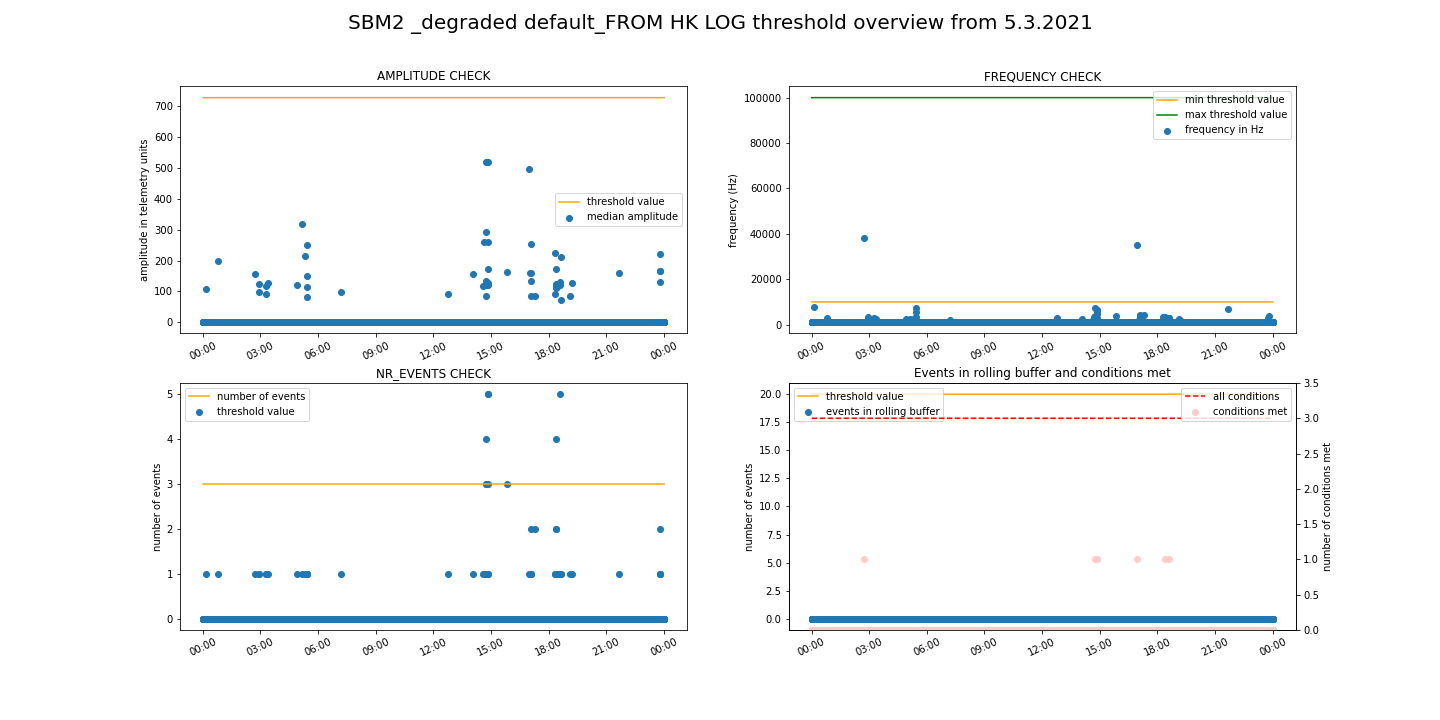 SBM2 _degraded default_FROM HK LOG threshold overview from 5.3.2021
AMPLITUDE CHECK
amplitude in telemetry units
700
600
500
400
300
200
100
0
threshold value
median amplitude
00:00 03:00 06:00 09:00 12:00 15:00 18:00 21:00 00:00
FREQUENCY CHECK
frequency (Hz)
100000
80000
60000
40000
20000
0
min threshold value
max threshold value
frequency in Hz
00:00 03:00 06:00 09:00 12:00 15:00 18:00 21:00 00:00
NR_EVENTS CHECK
number of events
5
4
3
2
1
0
number of events
threshold value
00:00 03:00 06:00 09:00 12:00 15:00 18:00 21:00 00:00
Events in rolling buffer and conditions met
number of events
20.0
17.5
15.0
12.5
10.0
7.5
5.0
2.5
0.0
threshold value
events in rolling buffer
all conditions
conditions met
3.5
3.0
2.5
2.0
1.5
1.0
0.5
0.0
number of conditions met
00:00 03:00 06:00 09:00 12:00 15:00 18:00 21:00 00:00